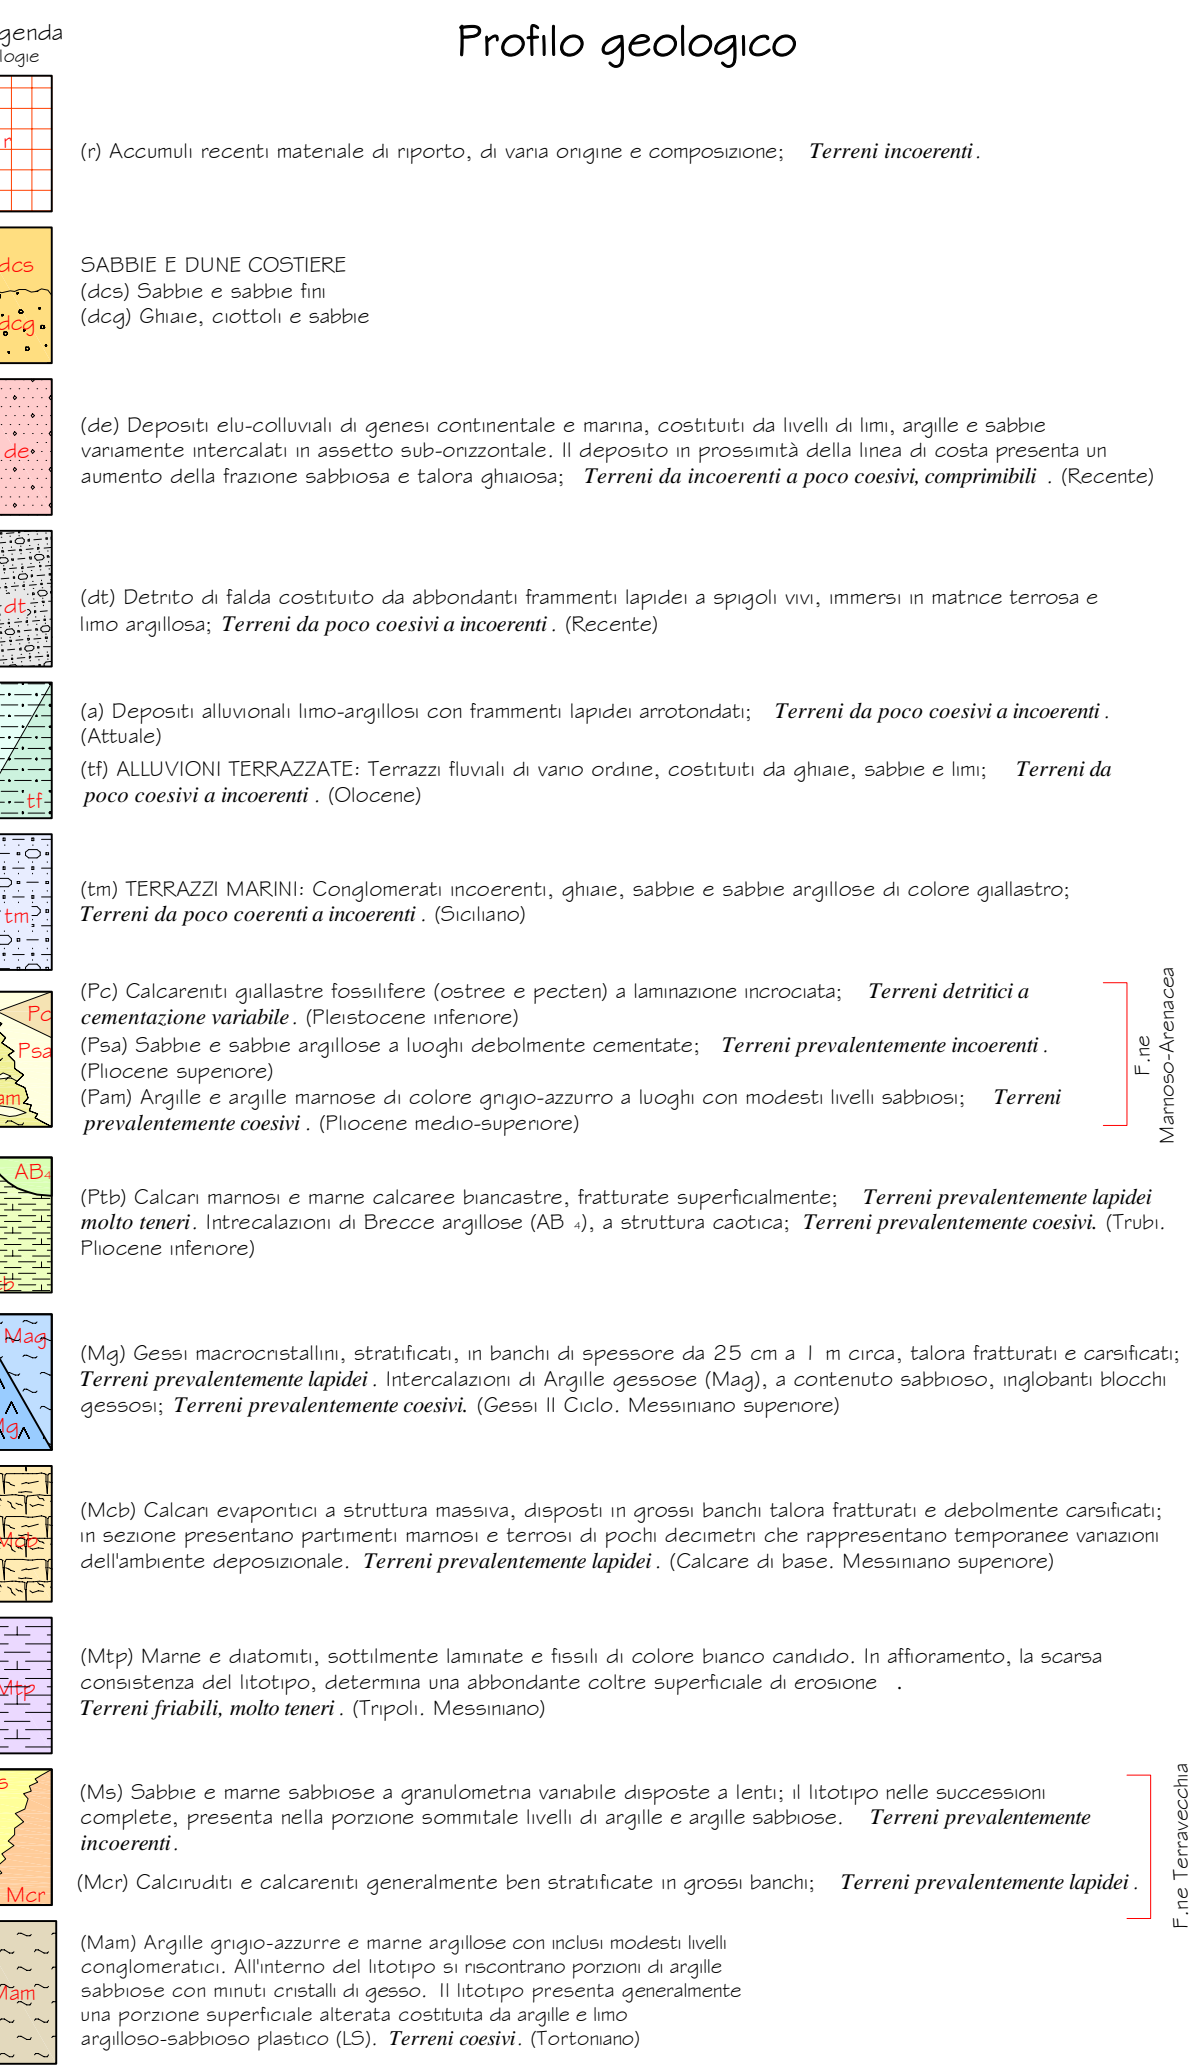 Profilo geologico
genda
logie
r
(r) Accumuli recenti materiale di riporto, di varia origine e composizione; Terreni incoerenti.
dcs
dcg
SABBIE E DUNE COSTIERE
(dcs) Sabbie e sabbie fini
(dcg) Ghiaie, ciottoli e sabbie
de
(de) Depositi elu-colluviali di genesi continentale e marina, costituiti da livelli di limi, argille e sabbie
variamente intercalati in assetto sub-orizzontale. Il deposito in prossimità della linea di costa presenta un
aumento della frazione sabbiosa e talora ghiaiosa; Terreni da incoerenti a poco coesivi, comprimibili . (Recente)
dt
(dt) Detrito di falda costituito da abbondanti frammenti lapidei a spigoli vivi, immersi in matrice terrosa e
limo argillosa; Terreni da poco coesivi a incoerenti . (Recente)
(a) Depositi alluvionali limo-argillosi con frammenti lapidei arrotondati; Terreni da poco coesivi a incoerenti .
(Attuale)
tf
(tf) ALLUVIONI TERRAZZATE: Terrazzi fluviali di vario ordine, costituiti da ghiaie, sabbie e limi; Terreni da
poco coesivi a incoerenti . (Olocene)
tm
(tm) TERRAZZI MARINI: Conglomerati incoerenti, ghiaie, sabbie e sabbie argillose di colore giallastro;
Terreni da poco coerenti a incoerenti . (Siciliano)
Pc
Psa
am
(Pc) Calcareniti giallastre fossilifere (ostree e pecten) a laminazione incrociata; Terreni detritici a
cementazione variabile . (Pleistocene inferiore)
(Psa) Sabbie e sabbie argillose a luoghi debolmente cementate; Terreni prevalentemente incoerenti .
(Pliocene superiore)
(Pam) Argille e argille marnose di colore grigio-azzurro a luoghi con modesti livelli sabbiosi; Terreni
prevalentemente coesivi . (Pliocene medio-superiore)
F.ne
Marnoso-Arenacea
AB4
tb
(Ptb) Calcari marnosi e marne calcaree biancastre, fratturate superficialmente; Terreni prevalentemente lapidei
molto teneri . Intrecalazioni di Brecce argillose (AB 4), a struttura caotica; Terreni prevalentemente coesivi. (Trubi.
Pliocene inferiore)
Mag
Mg
(Mg) Gessi macrocristallini, stratificati, in banchi di spessore da 25 cm a 1 m circa, talora fratturati e carsificati;
Terreni prevalentemente lapidei . Intercalazioni di Argille gessose (Mag), a contenuto sabbioso, inglobanti blocchi
gessosi; Terreni prevalentemente coesivi. (Gessi II Ciclo. Messiniano superiore)
Mcb
(Mcb) Calcari evaporitici a struttura massiva, disposti in grossi banchi talora fratturati e debolmente carsificati;
in sezione presentano partimenti marnosi e terrosi di pochi decimetri che rappresentano temporanee variazioni
dell'ambiente deposizionale. Terreni prevalentemente lapidei . (Calcare di base. Messiniano superiore)
Mtp
(Mtp) Marne e diatomiti, sottilmente laminate e fissili di colore bianco candido. In affioramento, la scarsa
consistenza del litotipo, determina una abbondante coltre superficiale di erosione .
Terreni friabili, molto teneri . (Tripoli. Messiniano)
s
Mcr
(Ms) Sabbie e marne sabbiose a granulometria variabile disposte a lenti; il litotipo nelle successioni
complete, presenta nella porzione sommitale livelli di argille e argille sabbiose. Terreni prevalentemente
incoerenti .
(Mcr) Calciruditi e calcareniti generalmente ben stratificate in grossi banchi; Terreni prevalentemente lapidei .
F.ne Terravecchia
Mam
(Mam) Argille grigio-azzurre e marne argillose con inclusi modesti livelli
conglomeratici. All'interno del litotipo si riscontrano porzioni di argille
sabbiose con minuti cristalli di gesso. Il litotipo presenta generalmente
una porzione superficiale alterata costituita da argille e limo
argilloso-sabbioso plastico (LS). Terreni coesivi . (Tortoniano)